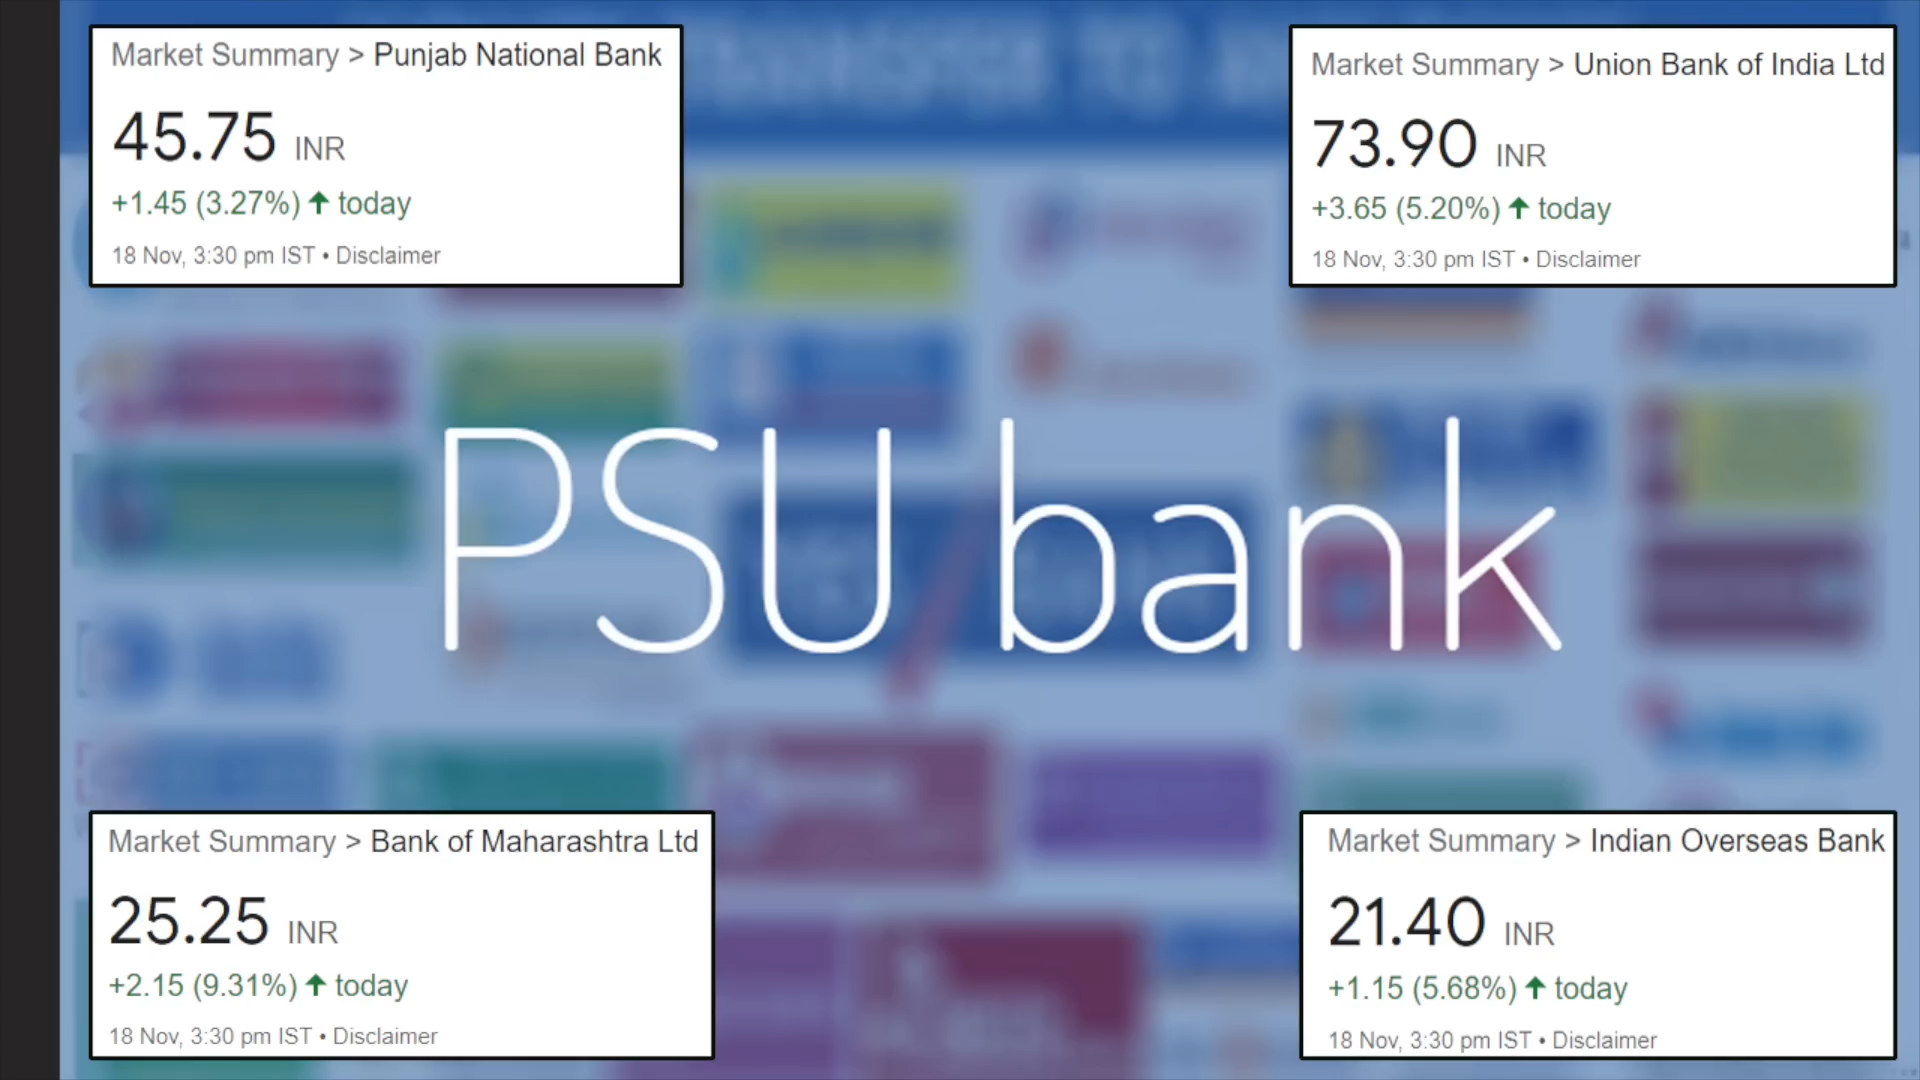 Market Summary > Punjab National Bank
45.75 INR
+1.45 (3.27%) ↑ today
18 Nov, 3:30 pm IST • Disclaimer
Market Summary > Union Bank of India Ltd
73.90 INR
+3.65 (5.20%) ↑ today
18 Nov, 3:30 pm IST • Disclaimer
PSU bank
Market Summary > Bank of Maharashtra Ltd
25.25 INR
+2.15 (9.31%) ↑ today
18 Nov, 3:30 pm IST • Disclaimer
Market Summary > Indian Overseas Bank
21.40 INR
+1.15 (5.68%) ↑ today
18 Nov, 3:30 pm IST • Disclaimer